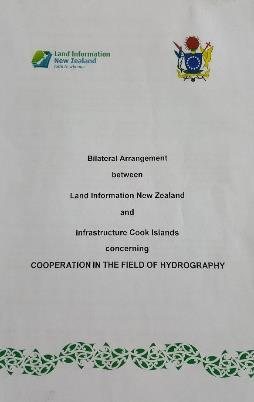 Land Information
New Zealand
Bilateral Arrangement
between
Land Information New Zealand
and
Infrastructure Cook Islands
concerning
COOPERATION IN THE FIELD OF HYDROGRAPHY